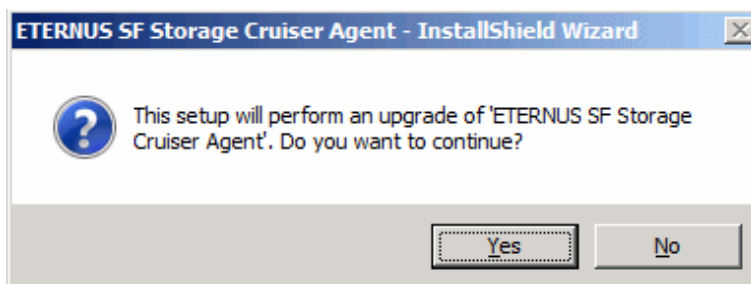 ETERNUS SF Storage Cruiser Agent - InstallShield Wizard
This setup will perform an upgrade of 'ETERNUS SF Storage
Cruiser Agent'. Do you want to continue?
Yes No